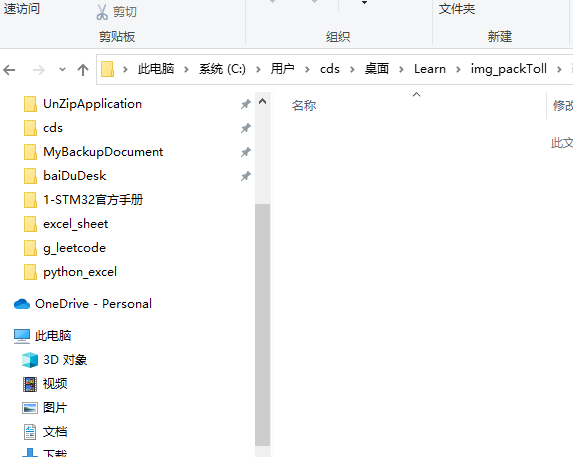 速访问
剪切
文件夹
剪贴板
组织
新建
此电脑 系统 (C:) 用户 cds 桌面 Learn img_packToll
名称
修改
UnZipApplication
此文
cds
MyBackupDocument
baiDuDesk
1-STM32官方手册
excel_sheet
g_leetcode
python_excel
OneDrive - Personal
此电脑
3D 对象
视频
图片
文档
下载